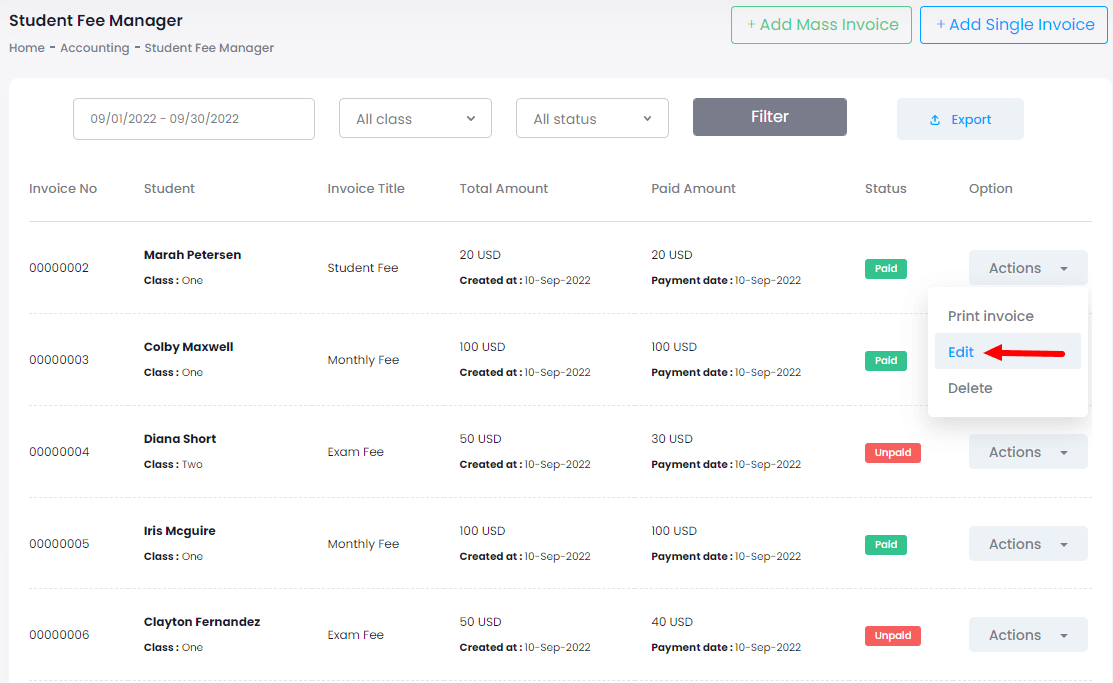 Student Fee Manager
Home - Accounting - Student Fee Manager
+ Add Mass Invoice
+ Add Single Invoice
09/01/2022 - 09/30/2022
All class
All status
Filter
Export
Invoice No Student Invoice Title Total Amount Paid Amount Status Option
00000002
Marah Petersen
Class : One
Student Fee
20 USD
Created at : 10-Sep-2022
20 USD
Payment date : 10-Sep-2022
Paid
Actions
Print invoice
Edit
Delete
00000003
Colby Maxwell
Class : One
Monthly Fee
100 USD
Created at : 10-Sep-2022
100 USD
Payment date : 10-Sep-2022
Paid
00000004
Diana Short
Class : Two
Exam Fee
50 USD
Created at : 10-Sep-2022
30 USD
Payment date : 10-Sep-2022
Unpaid
Actions
00000005
Iris Mcguire
Class : One
Monthly Fee
100 USD
Created at : 10-Sep-2022
100 USD
Payment date : 10-Sep-2022
Paid
Actions
00000006
Clayton Fernandez
Class : One
Exam Fee
50 USD
Created at : 10-Sep-2022
40 USD
Payment date : 10-Sep-2022
Unpaid
Actions